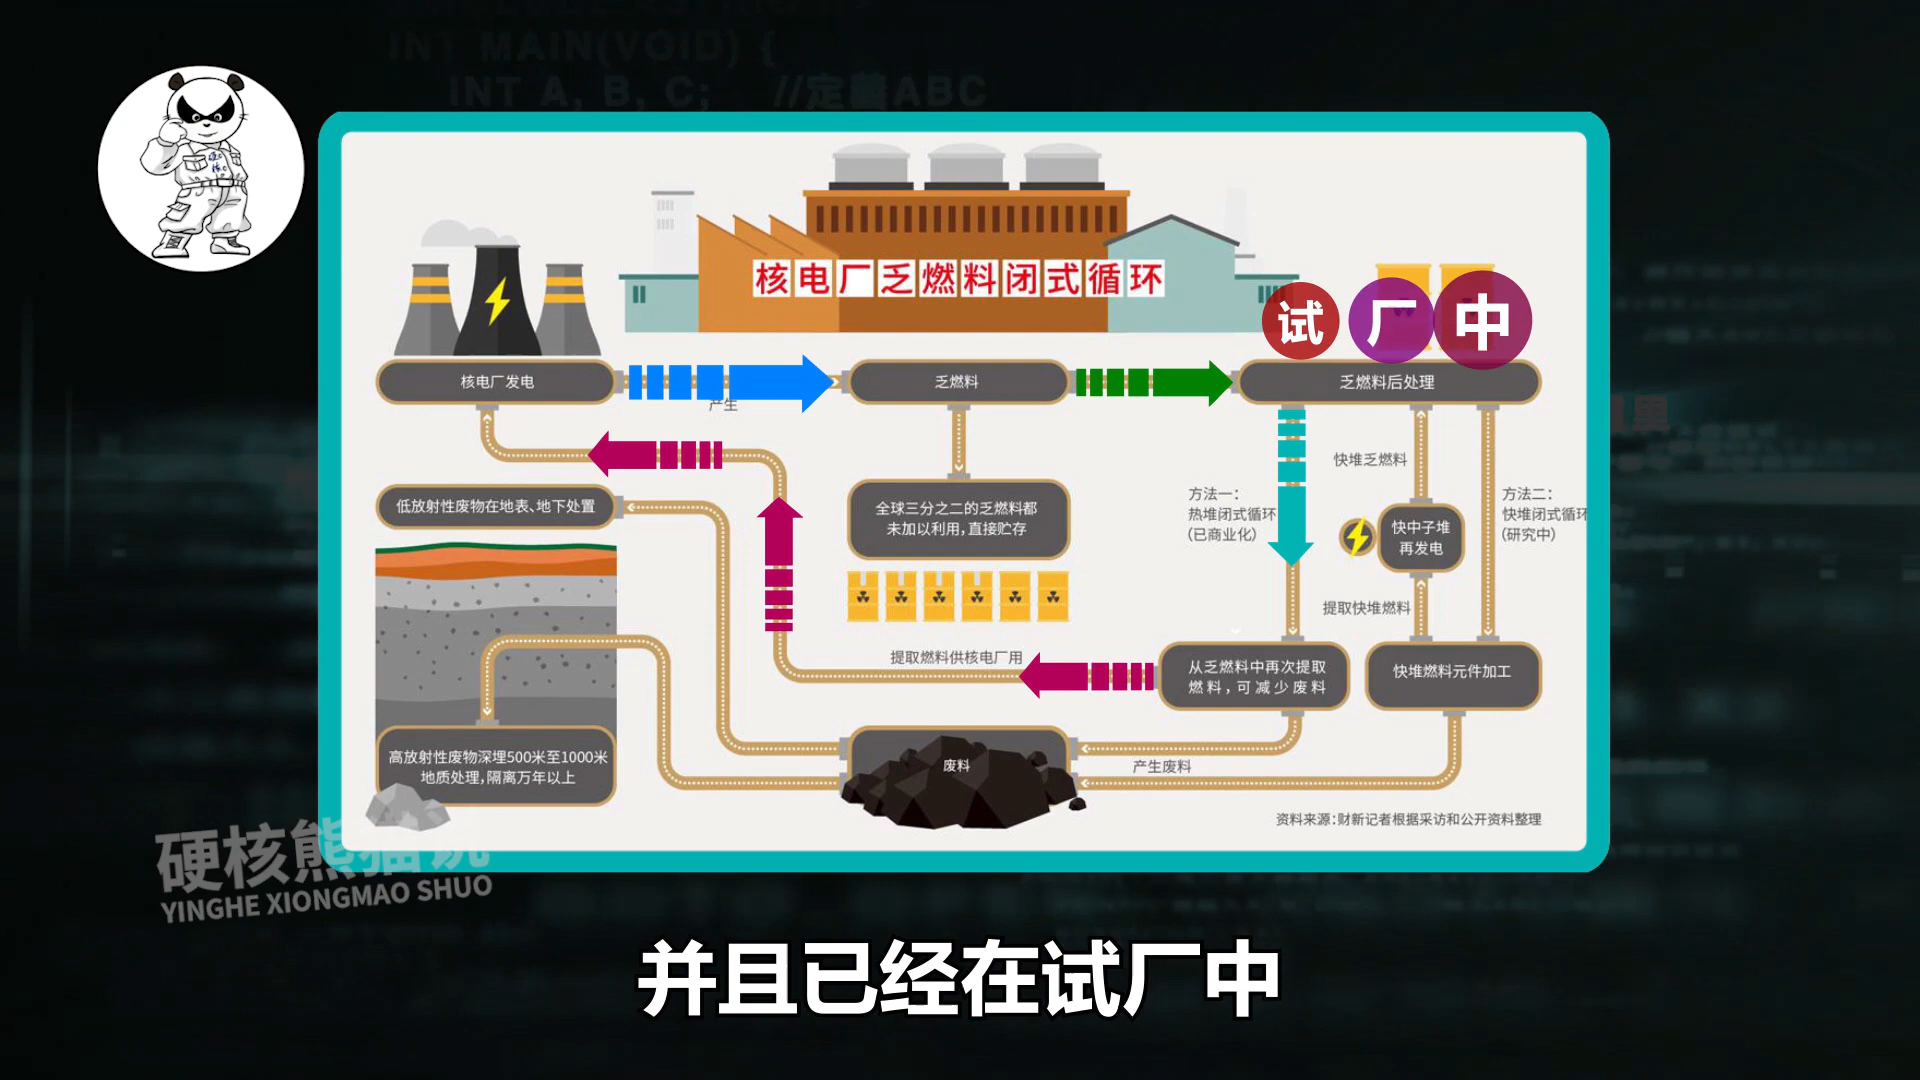 INT MAIN(VOID) {
INT A, B, C; //定義ABC
核电厂乏燃料闭式循环
试厂中
核电厂发电
产生
乏燃料
乏燃料后处理
快堆乏燃料
方法一:
热堆闭式循环
(已商业化)
方法二:
快堆闭式循环
(研究中)
低放射性废物在地表、地下处置
全球三分之二的乏燃料都
未加以利用,直接贮存
快中子堆
再发电
提取快堆燃料
提取燃料供核电厂用
从乏燃料中再次提取
燃料,可减少废料
快堆燃料元件加工
高放射性废物深埋500米至1000米
地质处理,隔离万年以上
废料
产生废料
资料来源:财新记者根据采访和公开资料整理
硬核熊猫说
YINGHE XIONGMAO SHUO
并且已经在试厂中